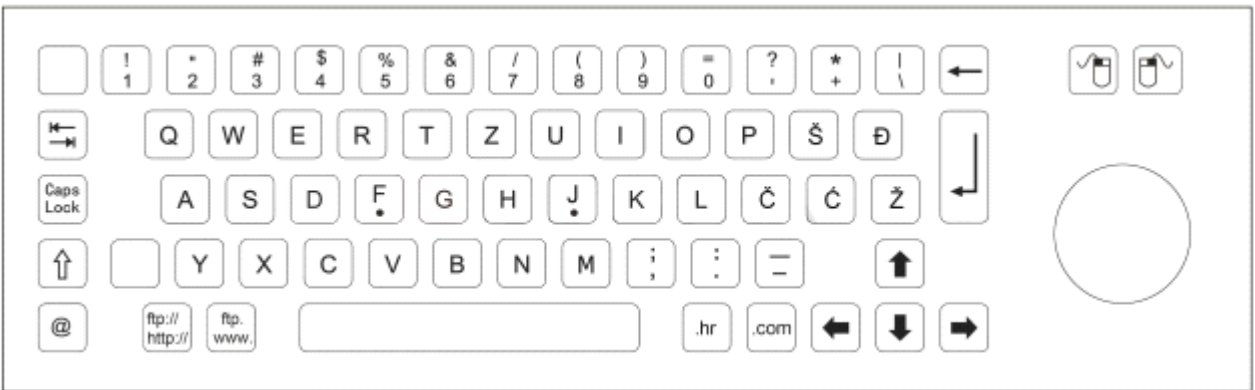 ! " # $ % & / ( ) = ? * |
1 2 3 4 5 6 7 8 9 0 ' + \
Q W E R T Z U I O P Š Đ
Caps
Lock
A S D F G H J K L Č Ć Ž
Y X C V B N M ; : —
, . –
@ ftp:// ftp. .hr .com
http:// www.